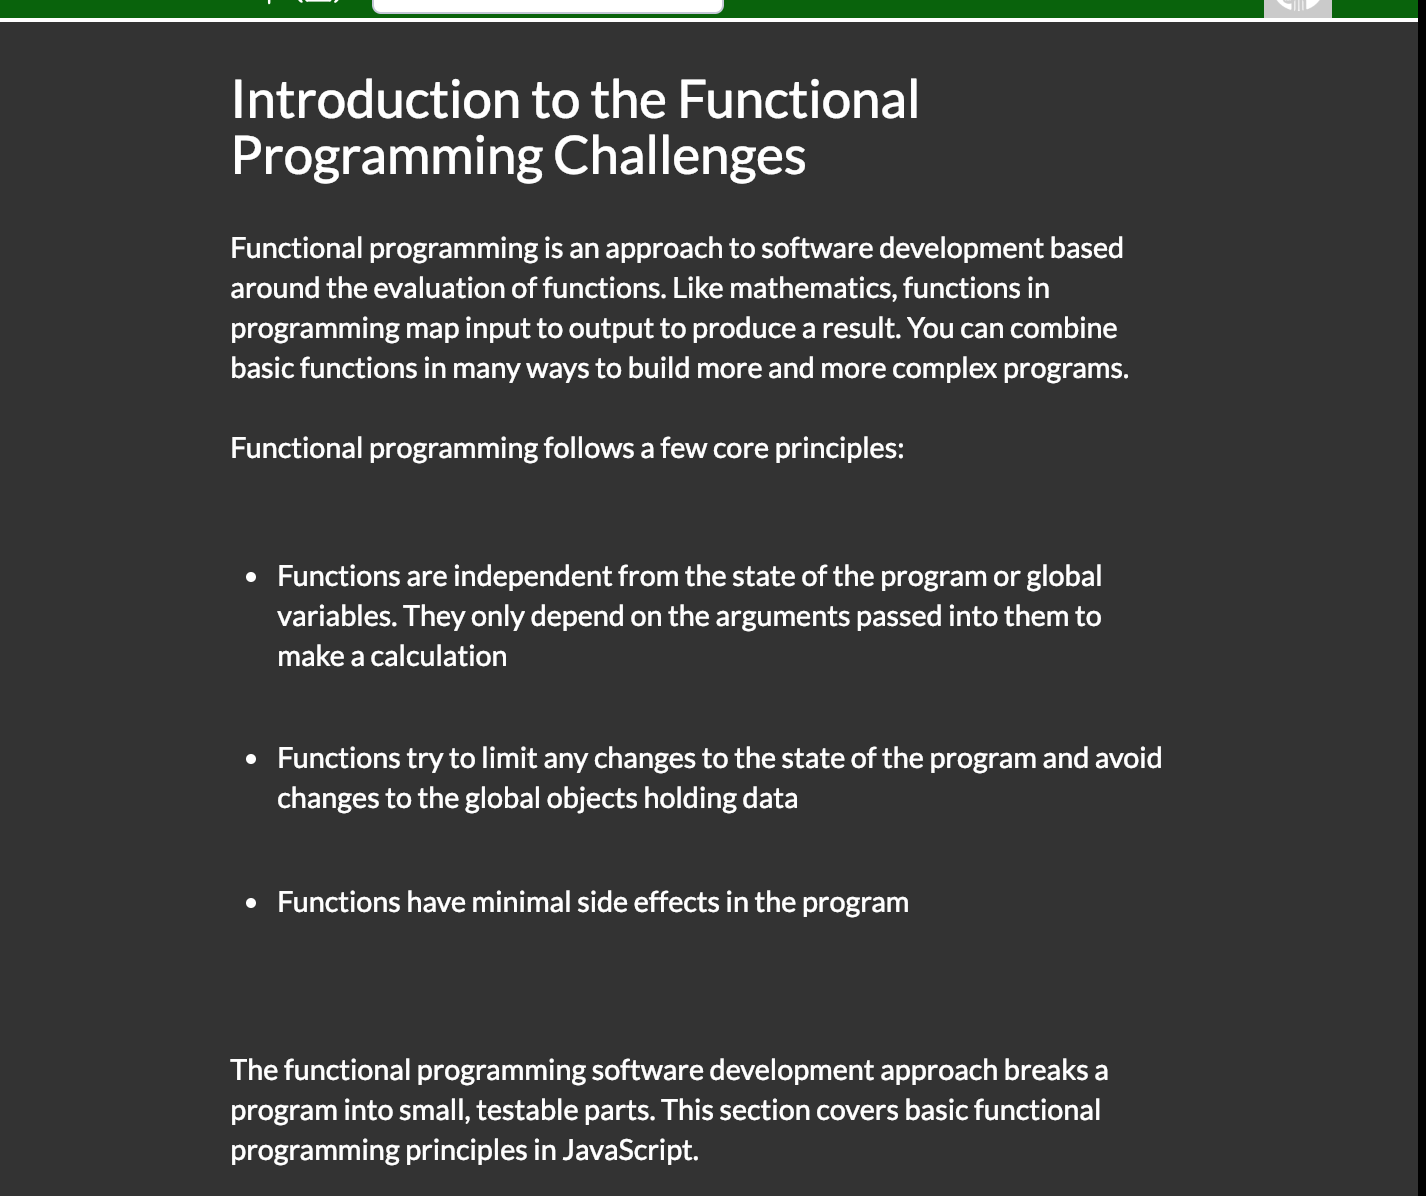 Introduction to the Functional
Programming Challenges
Functional programming is an approach to software development based
around the evaluation of functions. Like mathematics, functions in
programming map input to output to produce a result. You can combine
basic functions in many ways to build more and more complex programs.
Functional programming follows a few core principles:
• Functions are independent from the state of the program or global
variables. They only depend on the arguments passed into them to
make a calculation
• Functions try to limit any changes to the state of the program and avoid
changes to the global objects holding data
• Functions have minimal side effects in the program
The functional programming software development approach breaks a
program into small, testable parts. This section covers basic functional
programming principles in JavaScript.